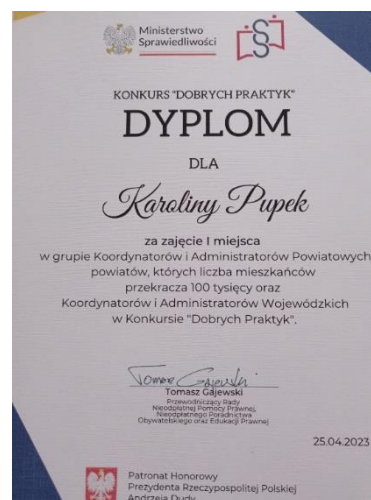 Ministerstwo
Sprawiedliwości
KONKURS "DOBRYCH PRAKTYK"
DYPLOM
DLA
Karoliny Pupek
za zajęcie I miejsca
w grupie Koordynatorów i Administratorów Powiatowych
powiatów, których liczba mieszkańców
przekracza 100 tysięcy oraz
Koordynatorów i Administratorów Wojewódzkich
w Konkursie "Dobrych Praktyk".
Tomasz Gajewski
Tomasz Gajewski
Przewodniczący Rady
Nieodpłatnej Pomocy Prawnej,
Nieodpłatnego Poradnictwa
Obywatelskiego oraz Edukacji Prawnej
25.04.2023
Patronat Honorowy
Prezydenta Rzeczypospolitej Polskiej
Andrzeja Dudy